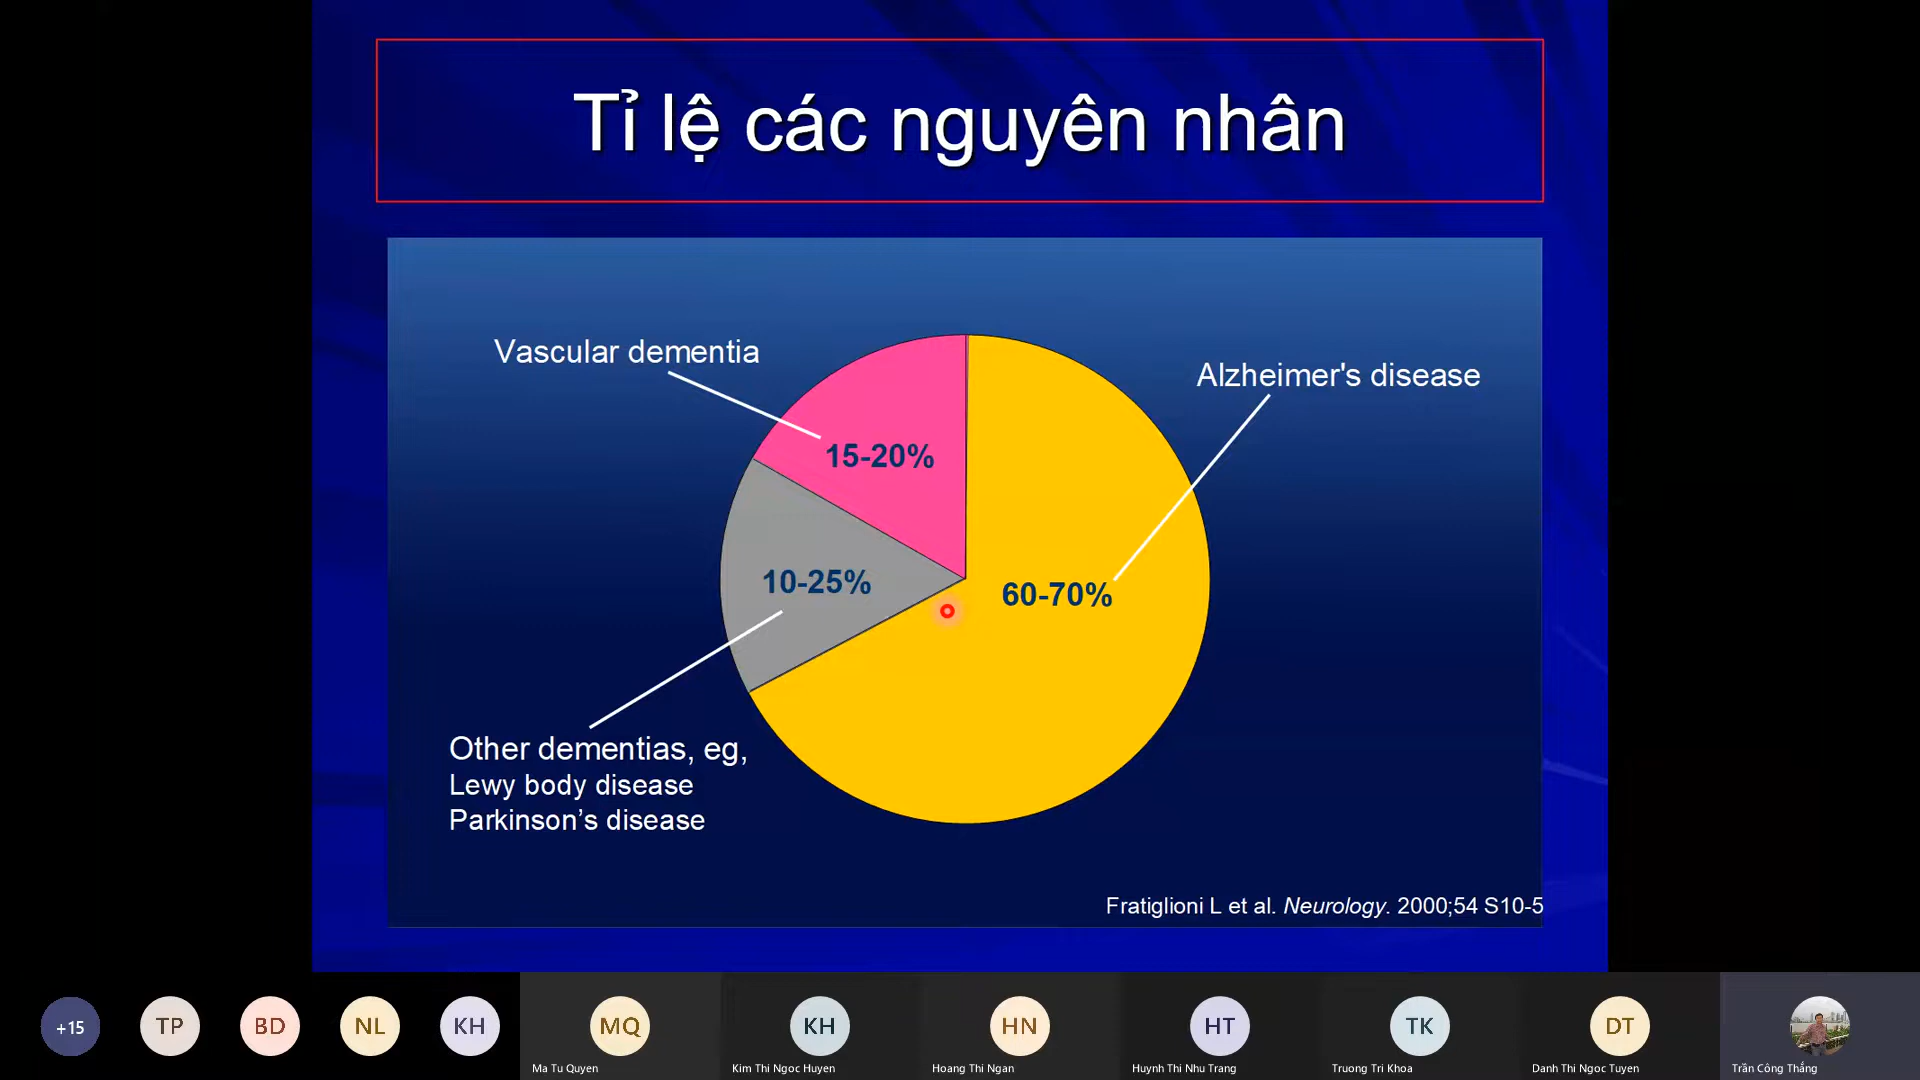 Tỉ lệ các nguyên nhân
Vascular dementia
Alzheimer's disease
15-20%
10-25%
60-70%
Other dementias, eg,
Lewy body disease
Parkinson’s disease
Fratiglioni L et al. Neurology. 2000;54 S10-5
+15
TP
BD
NL
KH
MQ
KH
HN
HT
TK
DT
Ma Tu Quyen
Kim Thi Ngoc Huyen
Hoang Thi Ngan
Huynh Thi Nhu Trang
Truong Tri Khoa
Danh Thi Ngoc Tuyen
Trần Công Thắng